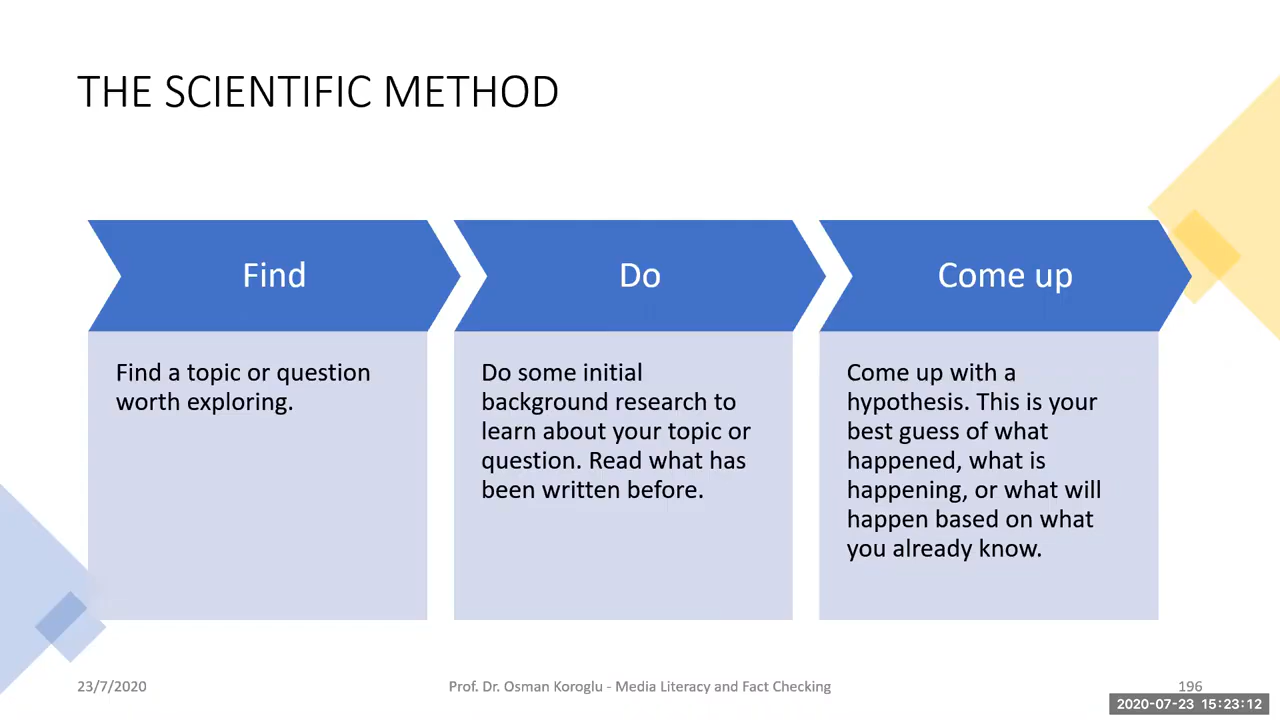 THE SCIENTIFIC METHOD
Find
Find a topic or question
worth exploring.
Do
Do some initial
background research to
learn about your topic or
question. Read what has
been written before.
Come up
Come up with a
hypothesis. This is your
best guess of what
happened, what is
happening, or what will
happen based on what
you already know.
23/7/2020
Prof. Dr. Osman Koroglu - Media Literacy and Fact Checking
196
2020-07-23 15:23:12